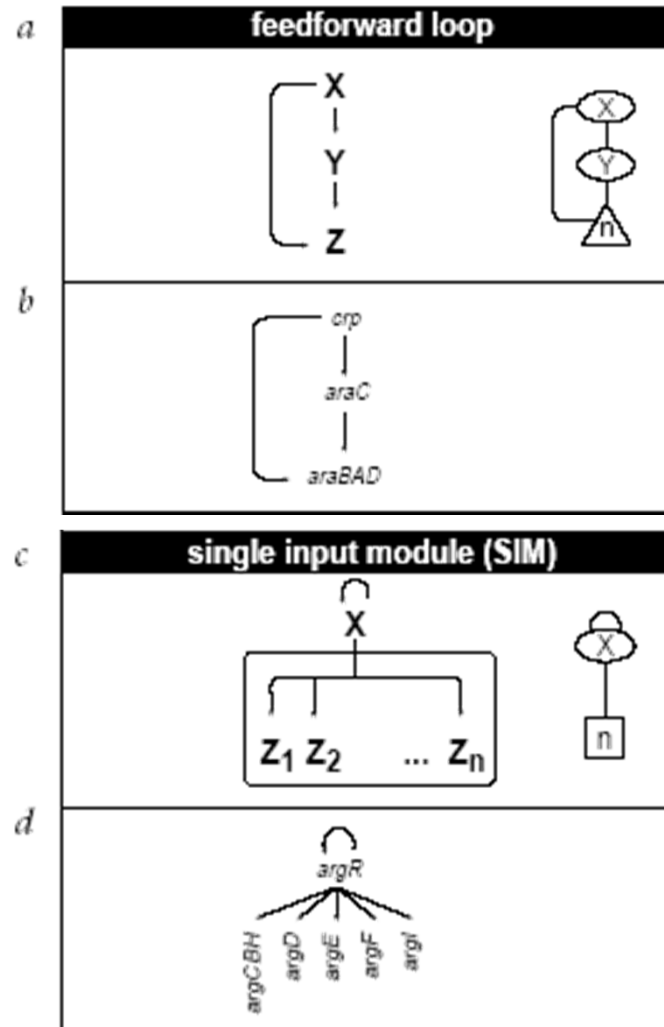 a
feedforward loop
X
Y
Z
X
Y
n
b
crp
araC
araBAD
c
single input module (SIM)
X
Z1 Z2 ... Zn
X
n
d
argR
argCBH argD argE argF argI